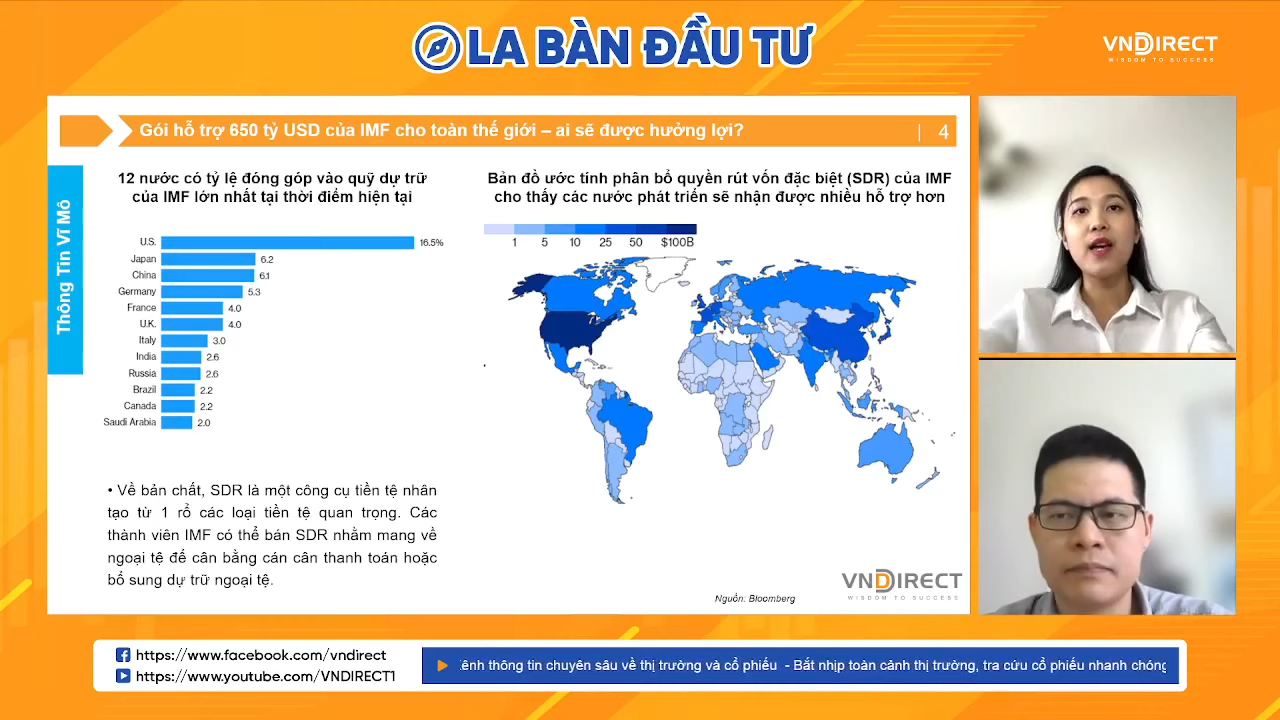 LA BÀN ĐẦU TƯ
VNDIRECT
WISDOM TO SUCCESS
Gói hỗ trợ 650 tỷ USD của IMF cho toàn thế giới – ai sẽ được hưởng lợi?
| 4
Thông Tin Vĩ Mô
12 nước có tỷ lệ đóng góp vào quỹ dự trữ
của IMF lớn nhất tại thời điểm hiện tại
U.S. 16.5%
Japan 6.2
China 6.1
Germany 5.3
France 4.0
U.K. 4.0
Italy 3.0
India 2.6
Russia 2.6
Brazil 2.2
Canada 2.2
Saudi Arabia 2.0
• Về bản chất, SDR là một công cụ tiền tệ nhân
tạo từ 1 rổ các loại tiền tệ quan trọng. Các
thành viên IMF có thể bán SDR nhằm mang về
ngoại tệ để cân bằng cán cân thanh toán hoặc
bổ sung dự trữ ngoại tệ.
Bản đồ ước tính phân bổ quyền rút vốn đặc biệt (SDR) của IMF
cho thấy các nước phát triển sẽ nhận được nhiều hỗ trợ hơn
1 5 10 25 50 $100B
Nguồn: Bloomberg
VNDIRECT
WISDOM TO SUCCESS
https://www.facebook.com/vndirect
https://www.youtube.com/VNDIRECT1
thông tin chuyên sâu về thị trường và cổ phiếu - Bắt nhịp toàn cảnh thị trường, tra cứu cổ phiếu nhanh chóng